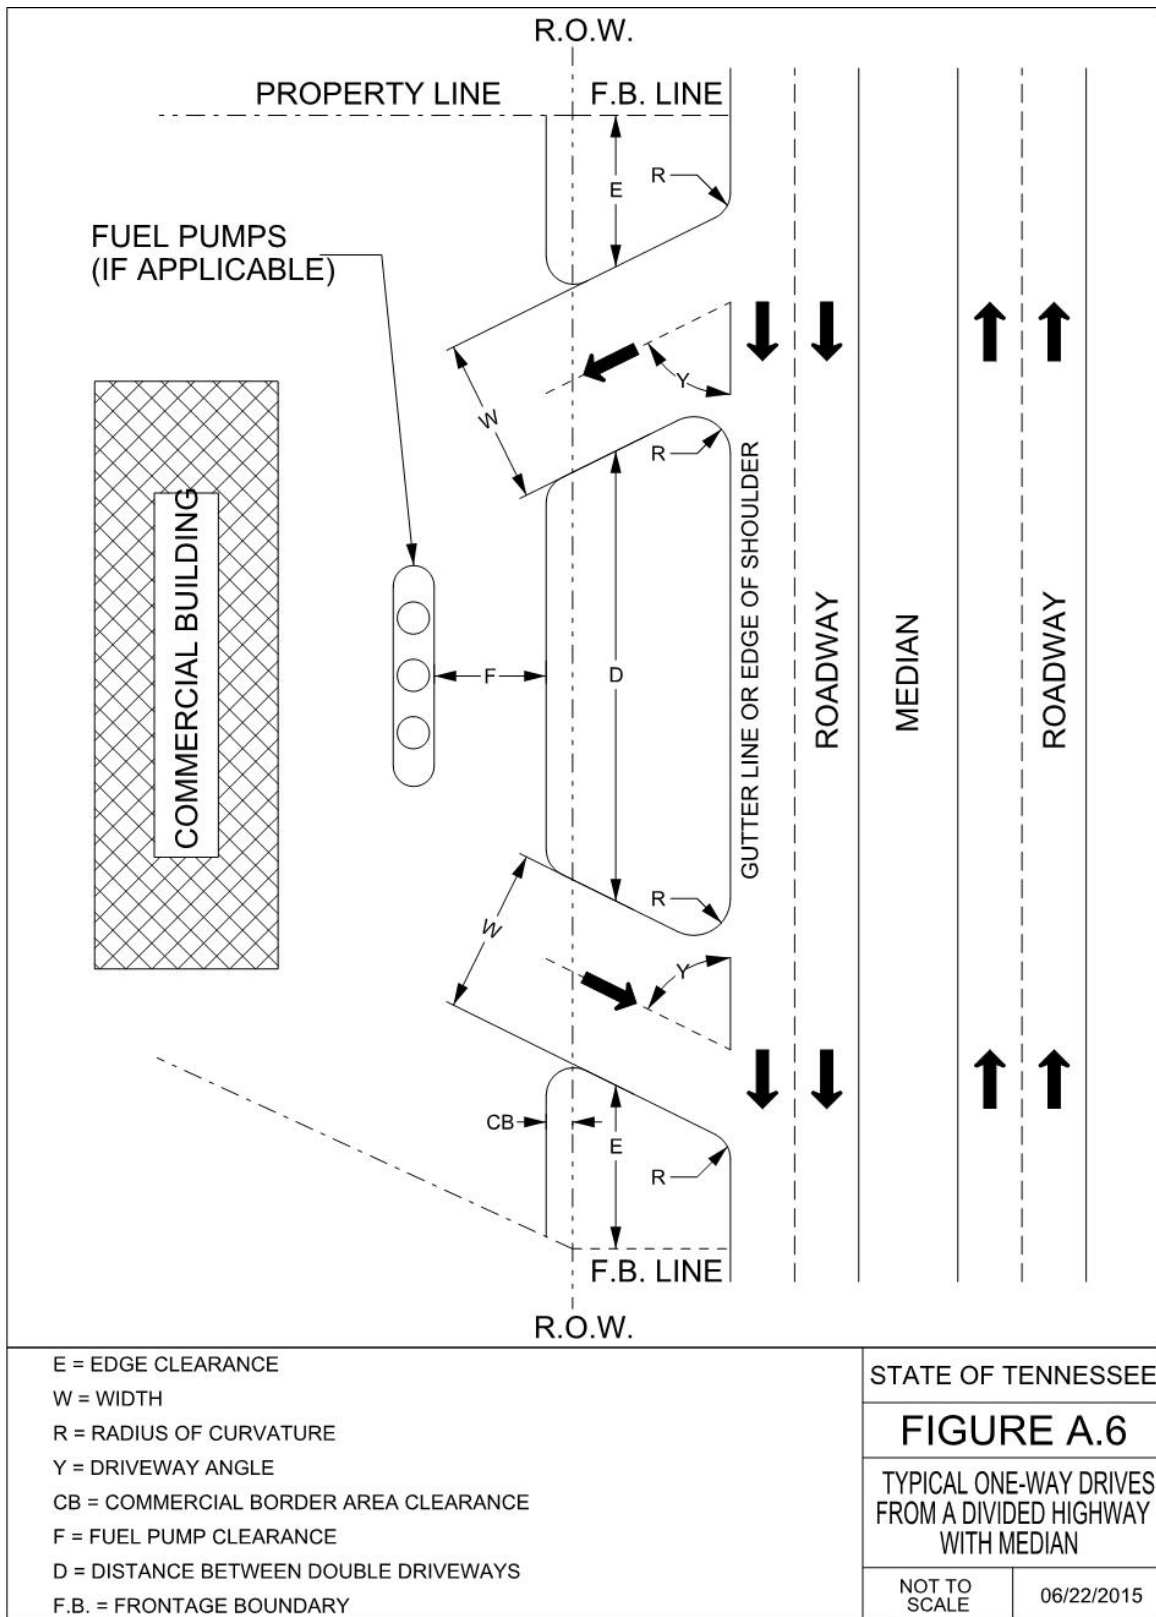 R.O.W.
PROPERTY LINE
F.B. LINE
E
R
FUEL PUMPS
(IF APPLICABLE)
Y
W
R
GUTTER LINE OR EDGE OF SHOULDER
COMMERCIAL BUILDING
F
D
ROADWAY
MEDIAN
ROADWAY
R
W
Y
CB
E
R
F.B. LINE
R.O.W.
E = EDGE CLEARANCE
W = WIDTH
R = RADIUS OF CURVATURE
Y = DRIVEWAY ANGLE
CB = COMMERCIAL BORDER AREA CLEARANCE
F = FUEL PUMP CLEARANCE
D = DISTANCE BETWEEN DOUBLE DRIVEWAYS
F.B. = FRONTAGE BOUNDARY
STATE OF TENNESSEE
FIGURE A.6
TYPICAL ONE-WAY DRIVES
FROM A DIVIDED HIGHWAY
WITH MEDIAN
NOT TO
SCALE
06/22/2015